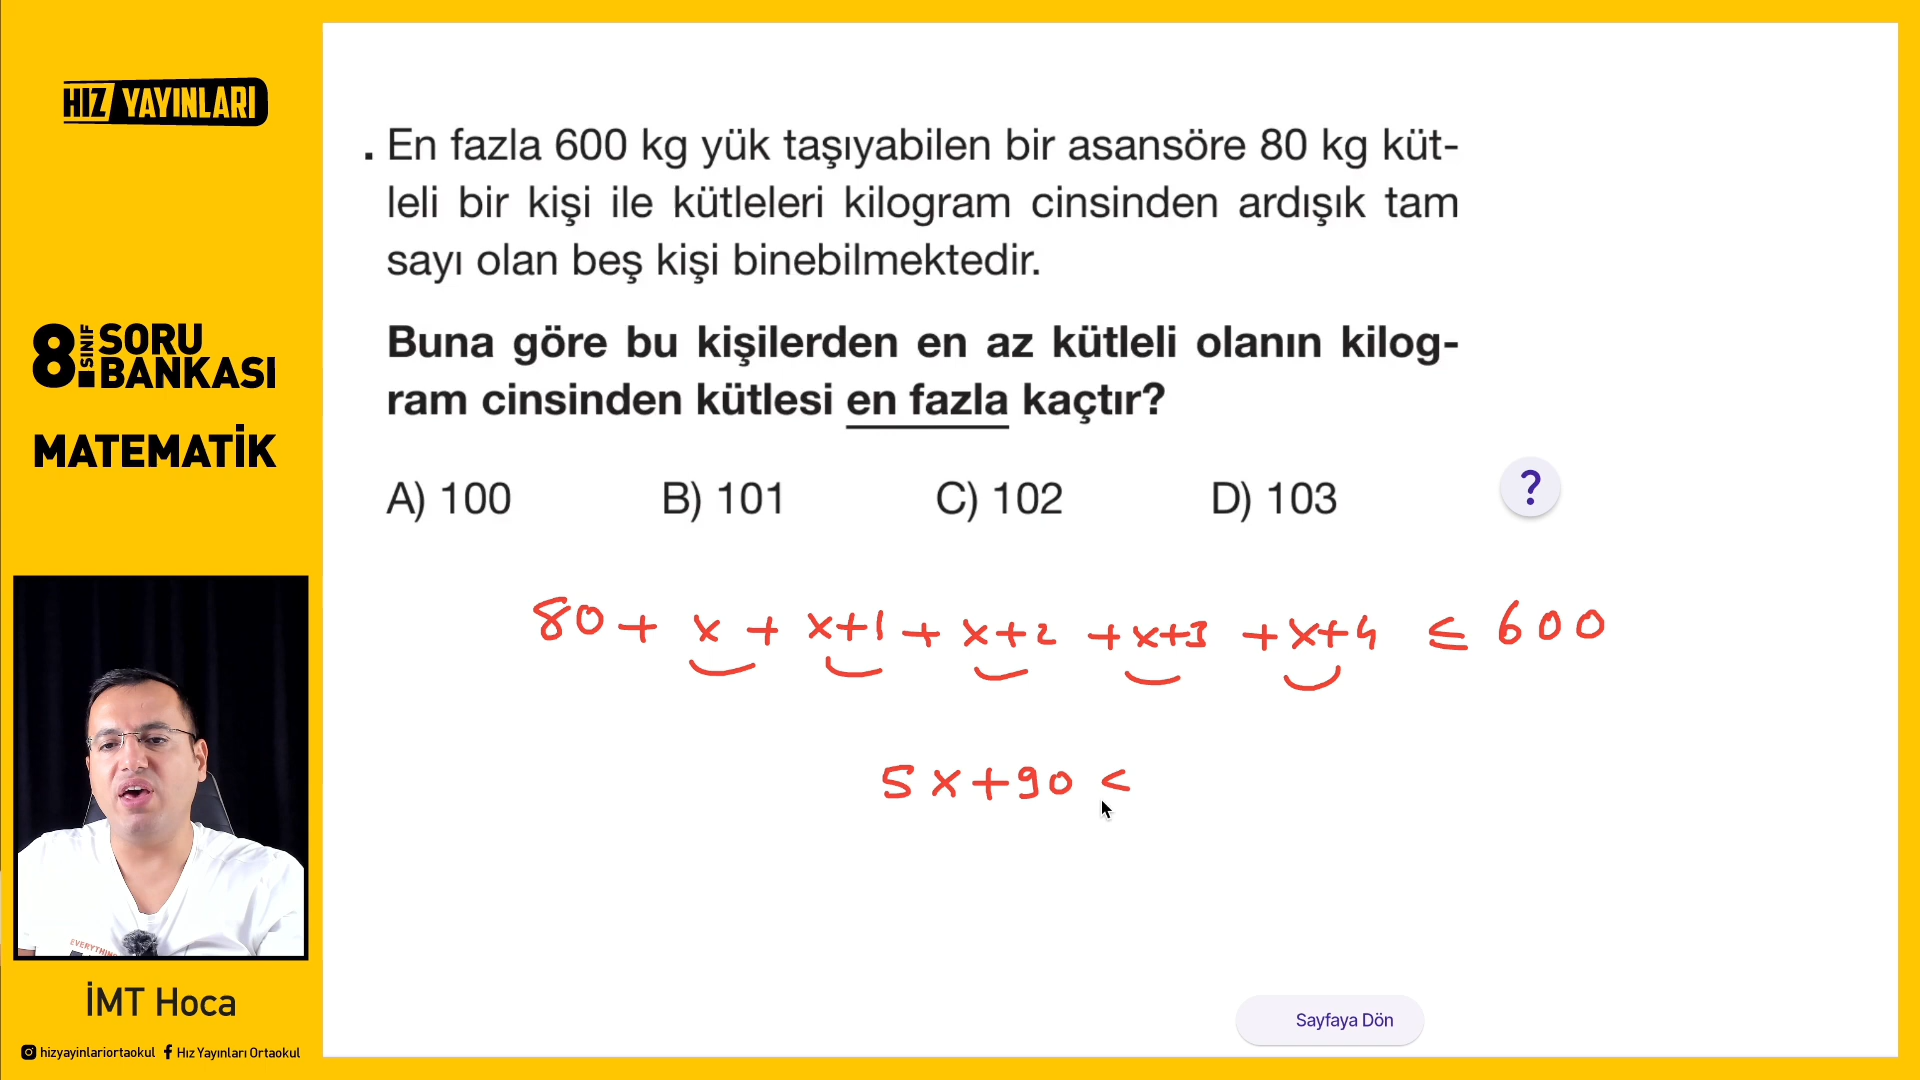 HIZ YAYINLARI
. En fazla 600 kg yük taşıyabilen bir asansöre 80 kg küt-
leli bir kişi ile kütleleri kilogram cinsinden ardışık tam
sayı olan beş kişi binebilmektedir.
Buna göre bu kişilerden en az kütleli olanın kilog-
ram cinsinden kütlesi en fazla kaçtır?
A) 100 B) 101 C) 102 D) 103
?
80 + x + x+1 + x+2 + x+3 + x+4 ≤ 600
5x+90 <
8. SINIF SORU BANKASI
MATEMATİK
EVERYTHING
İMT Hoca
hizyayinlariortaokul Hız Yayınları Ortaokul
Sayfaya Dön